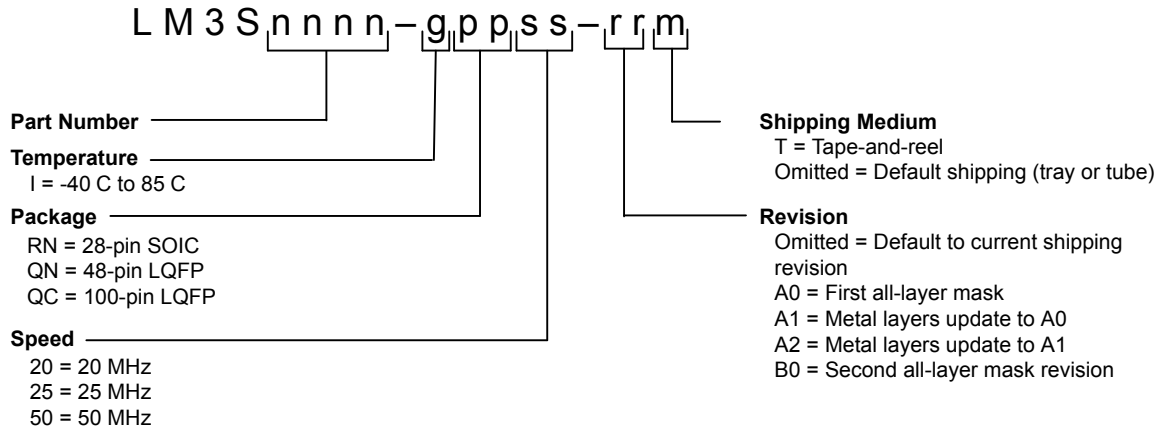 LM3Snnnn–gppss–rrm
Part Number
Temperature
I = -40 C to 85 C
Package
RN = 28-pin SOIC
QN = 48-pin LQFP
QC = 100-pin LQFP
Speed
20 = 20 MHz
25 = 25 MHz
50 = 50 MHz
Shipping Medium
T = Tape-and-reel
Omitted = Default shipping (tray or tube)
Revision
Omitted = Default to current shipping
revision
A0 = First all-layer mask
A1 = Metal layers update to A0
A2 = Metal layers update to A1
B0 = Second all-layer mask revision